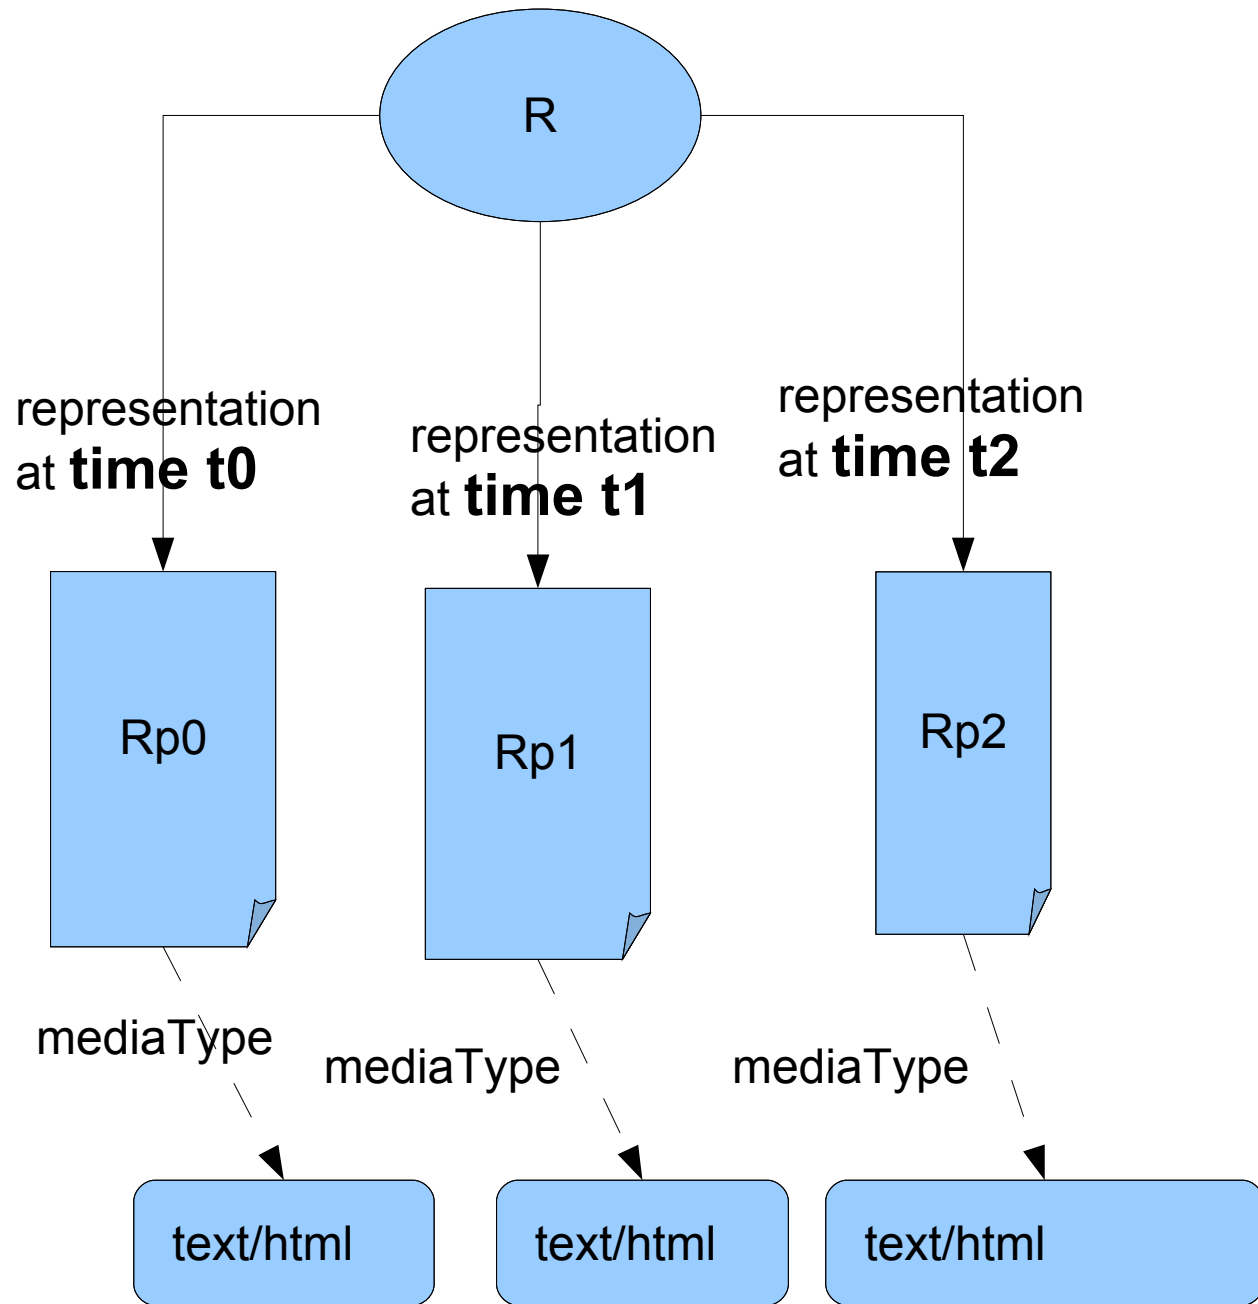 R
representation
at time t0
representation
at time t1
representation
at time t2
Rp0
Rp1
Rp2
mediaType
mediaType
mediaType
text/html
text/html
text/html